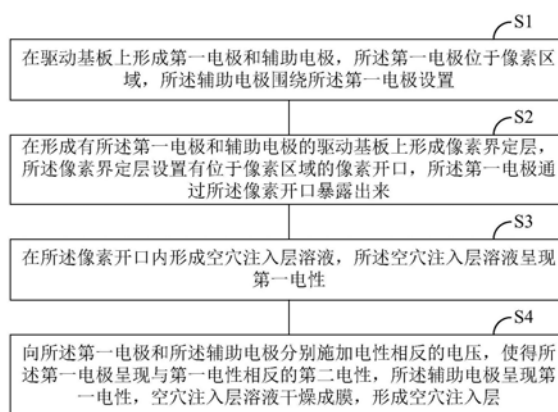 S1
在驱动基板上形成第一电极和辅助电极，所述第一电极位于像素区
域，所述辅助电极围绕所述第一电极设置
S2
在形成有所述第一电极和辅助电极的驱动基板上形成像素界定层，
所述像素界定层设置有位于像素区域的像素开口，所述第一电极通
过所述像素开口暴露出来
S3
在所述像素开口内形成空穴注入层溶液，所述空穴注入层溶液呈现
第一电性
S4
向所述第一电极和所述辅助电极分别施加电性相反的电压，使得所
述第一电极呈现与第一电性相反的第二电性，所述辅助电极呈现第
一电性，空穴注入层溶液干燥成膜，形成空穴注入层